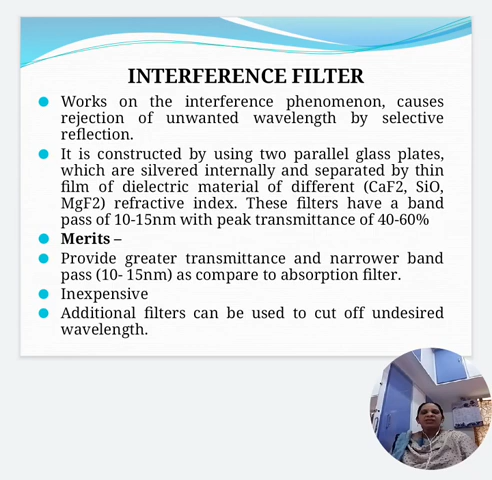 INTERFERENCE FILTER
Works on the interference phenomenon, causes
rejection of unwanted wavelength by selective
reflection.
It is constructed by using two parallel glass plates,
which are silvered internally and separated by thin
film of dielectric material of different (CaF2, SiO,
MgF2) refractive index. These filters have a band
pass of 10-15nm with peak transmittance of 40-60%
Merits –
Provide greater transmittance and narrower band
pass (10- 15nm) as compare to absorption filter.
Inexpensive
Additional filters can be used to cut off undesired
wavelength.